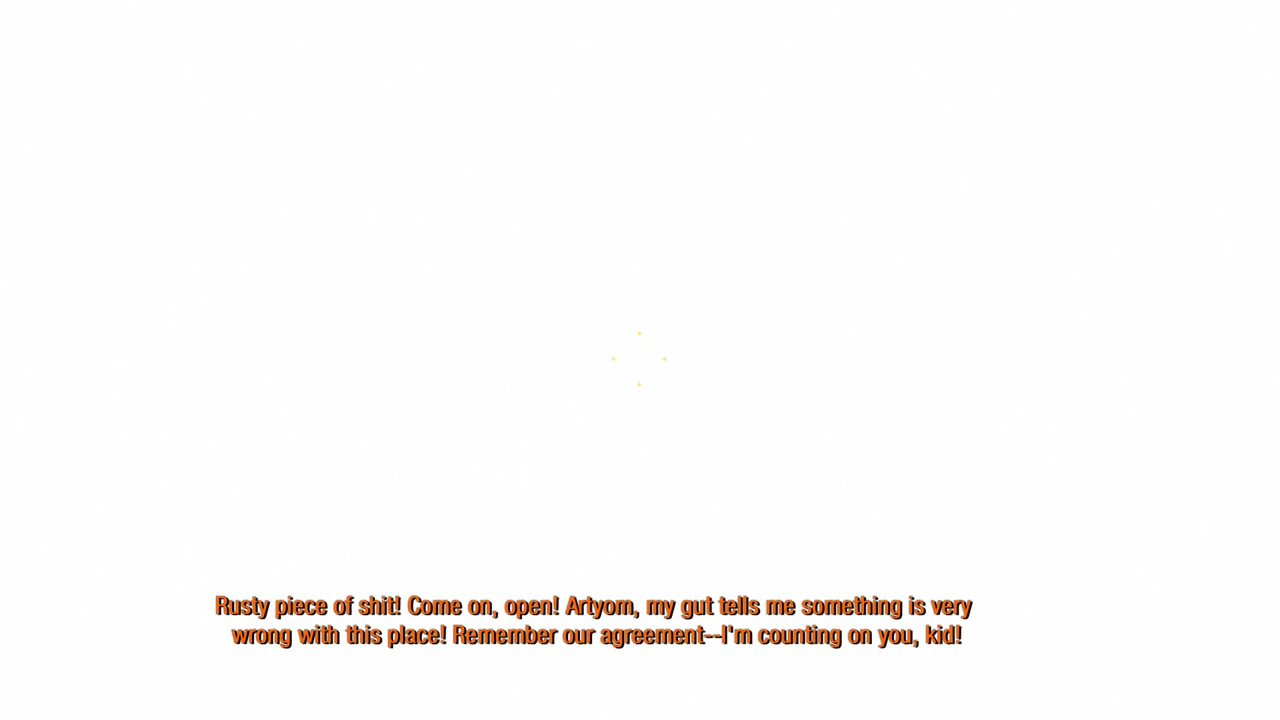 Rusty piece of shit! Come on, open! Artyom, my gut tells me something is very
wrong with this place! Remember our agreement--I'm counting on you, kid!